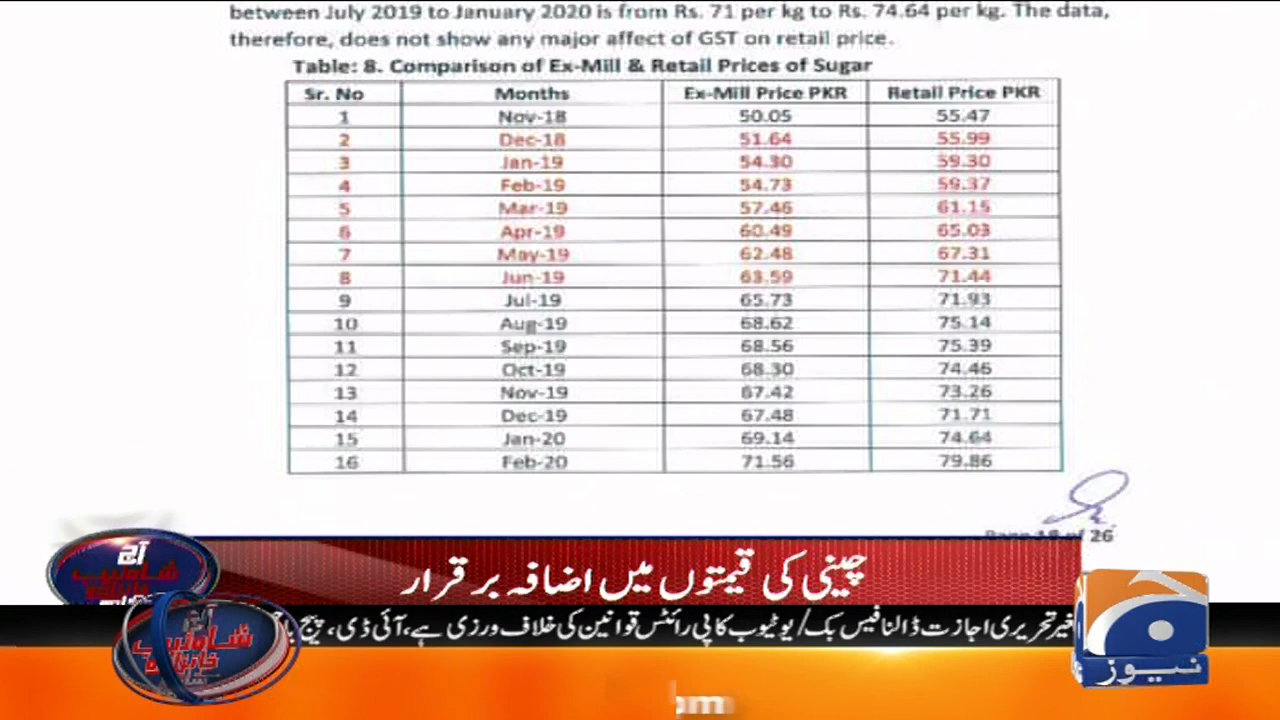 between July 2019 to January 2020 is from Rs. 71 per kg to Rs. 74.64 per kg. The data,
therefore, does not show any major affect of GST on retail price.
Table: 8. Comparison of Ex-Mill & Retail Prices of Sugar
Sr. No Months Ex-Mill Price PKR Retail Price PKR
1 Nov-18 50.05 55.47
2 Dec-18 51.64 55.99
3 Jan-19 54.30 59.30
4 Feb-19 54.73 59.37
5 Mar-19 57.46 61.15
6 Apr-19 60.49 65.03
7 May-19 62.48 67.31
8 Jun-19 63.59 71.44
9 Jul-19 65.73 71.93
10 Aug-19 68.62 75.14
11 Sep-19 68.56 75.39
12 Oct-19 68.30 74.46
13 Nov-19 67.42 73.26
14 Dec-19 67.48 71.71
15 Jan-20 69.14 74.64
16 Feb-20 71.56 79.86
Page 18 of 26
چینی کی قیمتوں میں اضافہ برقرار
تحریری اجازت ڈالنا فیس بک/یوٹیوب کاپی رائٹس قوانین کی خلاف ورزی ہے، آئی ڈی، پیج
آج
شاہزیب
خانزادہ
نیوز